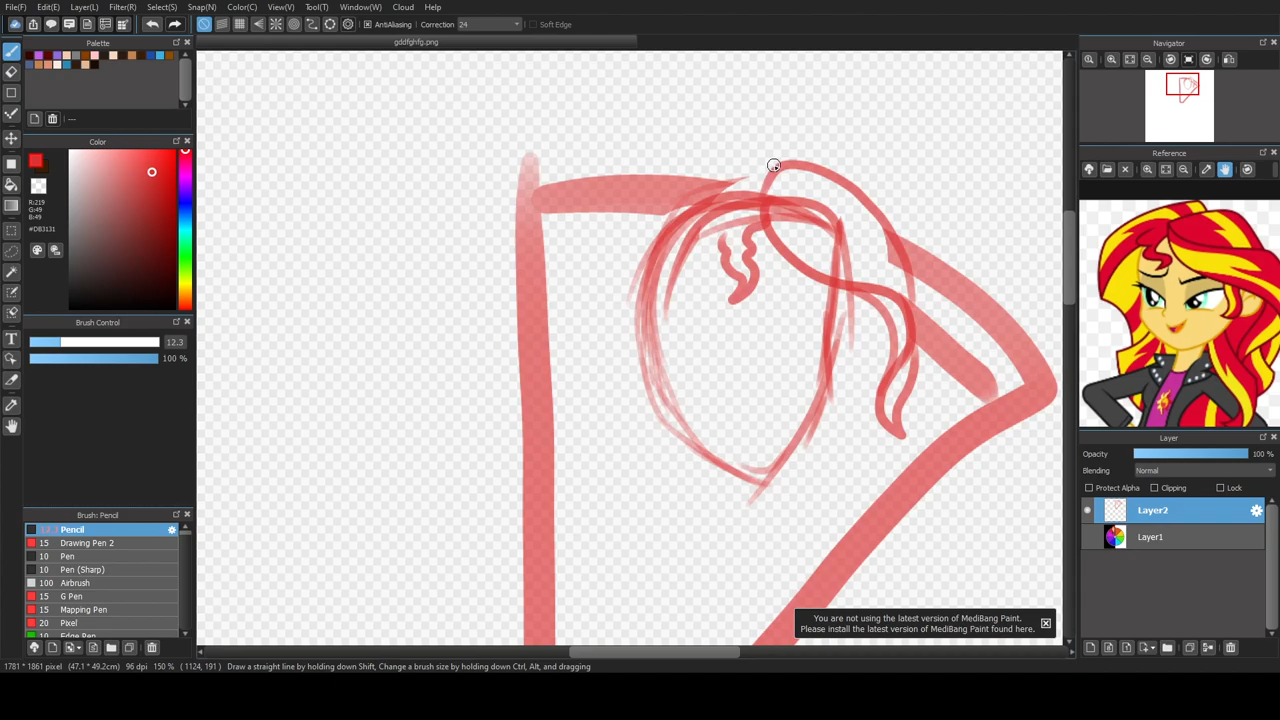 File(F) Edit(E) Layer(L) Filter(R) Select(S) Snap(N) Color(C) View(V) Tool(T) Window(W) Cloud Help
AntiAliasing Correction 24 Soft Edge
Palette
gddfghfg.png
Navigator
---
Color
Reference
R:219
G:49
B:49
#DB3131
Brush Control
12.3
100 %
Layer
Opacity 100 %
Blending Normal
Protect Alpha Clipping Lock
Layer2
Layer1
Brush: Pencil
12.3 Pencil
15 Drawing Pen 2
10 Pen
10 Pen (Sharp)
100 Airbrush
15 G Pen
15 Mapping Pen
20 Pixel
10 Edge Pen
You are not using the latest version of MediBang Paint.
Please install the latest version of MediBang Paint found here.
1781 * 1861 pixel (47.1 * 49.2cm) 96 dpi 150 % ( 1124, 191 ) Draw a straight line by holding down Shift, Change a brush size by holding down Ctrl, Alt, and dragging